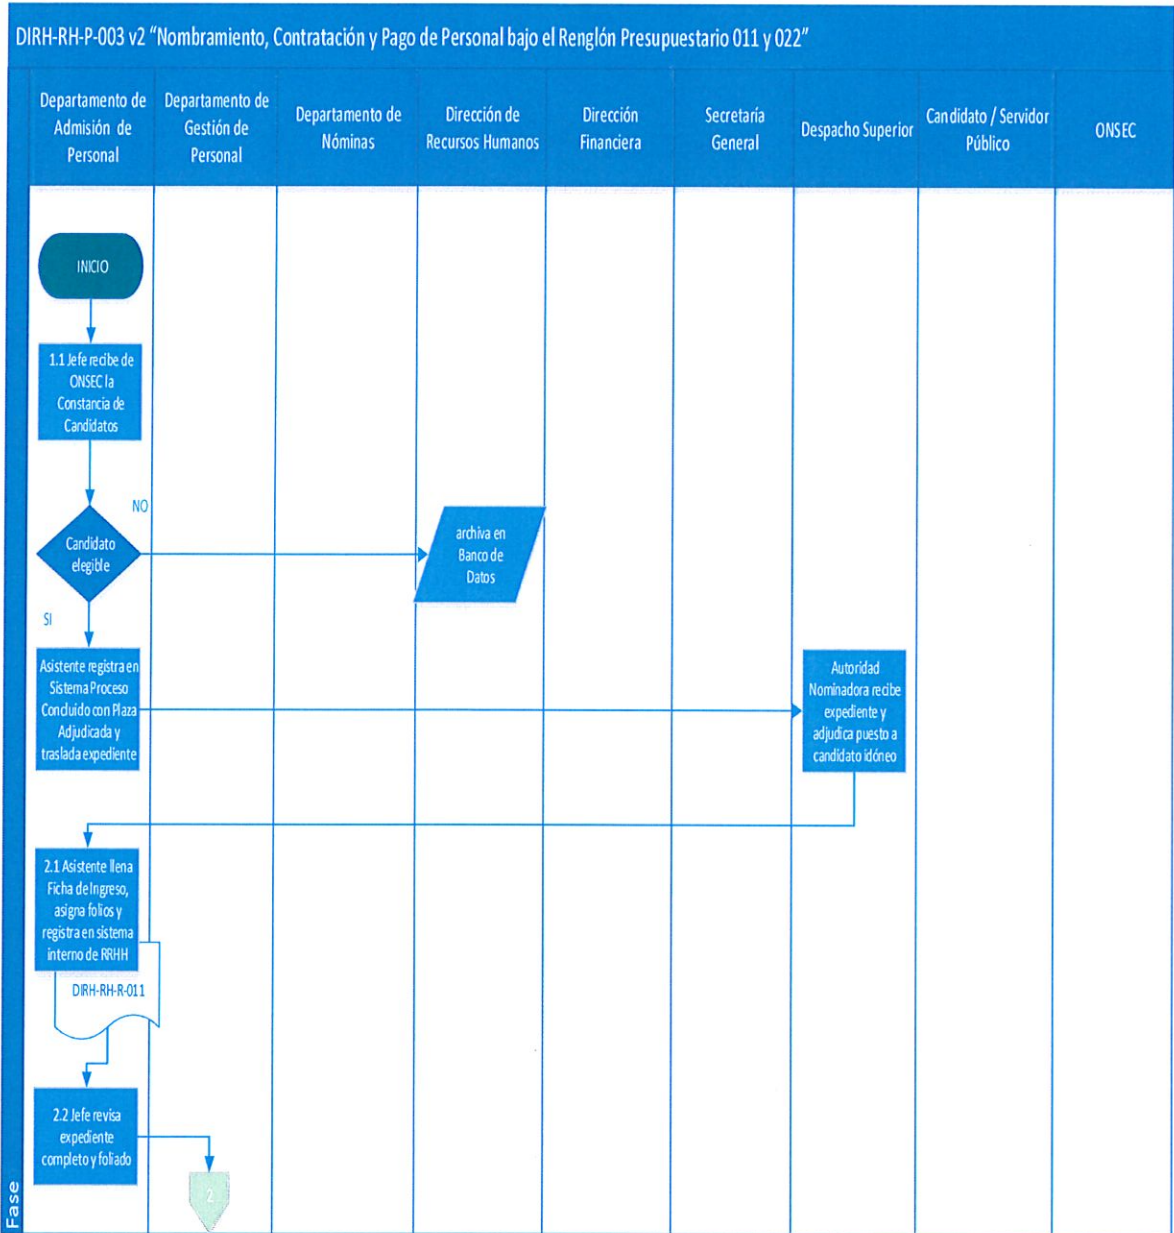 DIRH-RH-P-003 v2 “Nombramiento, Contratación y Pago de Personal bajo el Renglón Presupuestario 011 y 022”
Departamento de
Admisión de
Personal
Departamento de
Gestión de
Personal
Departamento de
Nóminas
Dirección de
Recursos Humanos
Dirección
Financiera
Secretaría
General
Despacho Superior
Candidato / Servidor
Público
ONSEC
INICIO
1.1 Jefe recibe de
ONSEC la
Constancia de
Candidatos
NO
Candidato
elegible
archiva en
Banco de
Datos
SI
Asistente registra en
Sistema Proceso
Concluido con Plaza
Adjudicada y
traslada expediente
Autoridad
Nominadora recibe
expediente y
adjudica puesto a
candidato idóneo
2.1 Asistente llena
Ficha de Ingreso,
asigna folios y
registra en sistema
interno de RRHH
DIRH-RH-R-011
2.2 Jefe revisa
expediente
completo y foliado
2
Fase